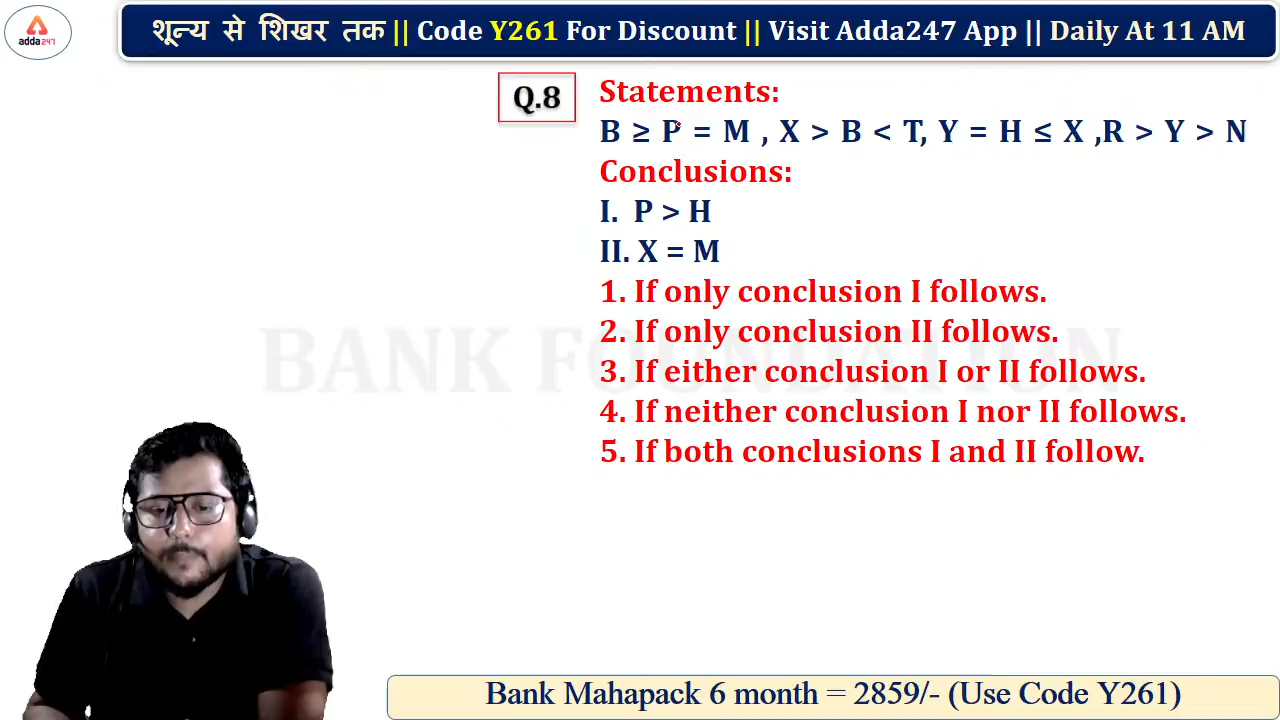 adda247
शून्य से शिखर तक || Code Y261 For Discount || Visit Adda247 App || Daily At 11 AM
Q.8
Statements:
B ≥ P = M , X > B < T, Y = H ≤ X ,R > Y > N
Conclusions:
I. P > H
II. X = M
1. If only conclusion I follows.
2. If only conclusion II follows.
3. If either conclusion I or II follows.
4. If neither conclusion I nor II follows.
5. If both conclusions I and II follow.
BANK FOUNDATION
Bank Mahapack 6 month = 2859/- (Use Code Y261)